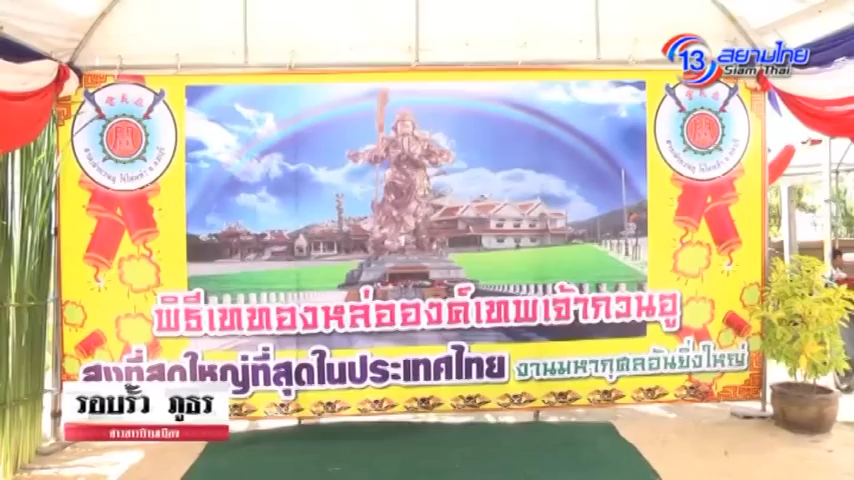 13 สยามไทย
Siam Thai
พิธีเททองหล่อองค์เทพเจ้ากวนอู
สูงที่สุดใหญ่ที่สุดในประเทศไทย งานมหากุศลอันยิ่งใหญ่
รอบรั้ว ภูธร